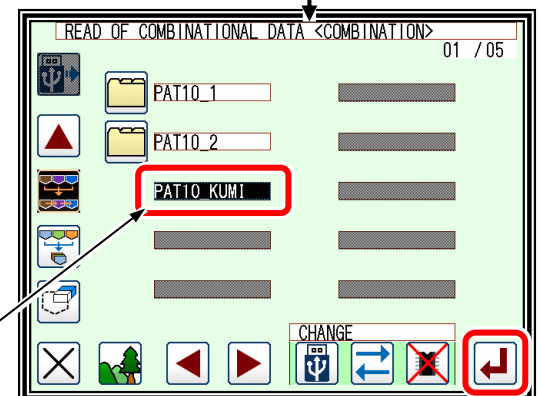 READ OF COMBINATIONAL DATA <COMBINATION>
01 /05
PAT10_1
PAT10_2
PAT10_KUMI
CHANGE